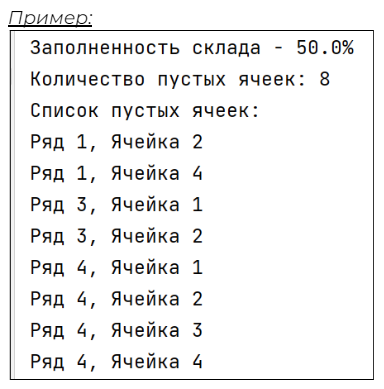 Пример:
Заполненность склада - 50.0%
Количество пустых ячеек: 8
Список пустых ячеек:
Ряд 1, Ячейка 2
Ряд 1, Ячейка 4
Ряд 3, Ячейка 1
Ряд 3, Ячейка 2
Ряд 4, Ячейка 1
Ряд 4, Ячейка 2
Ряд 4, Ячейка 3
Ряд 4, Ячейка 4